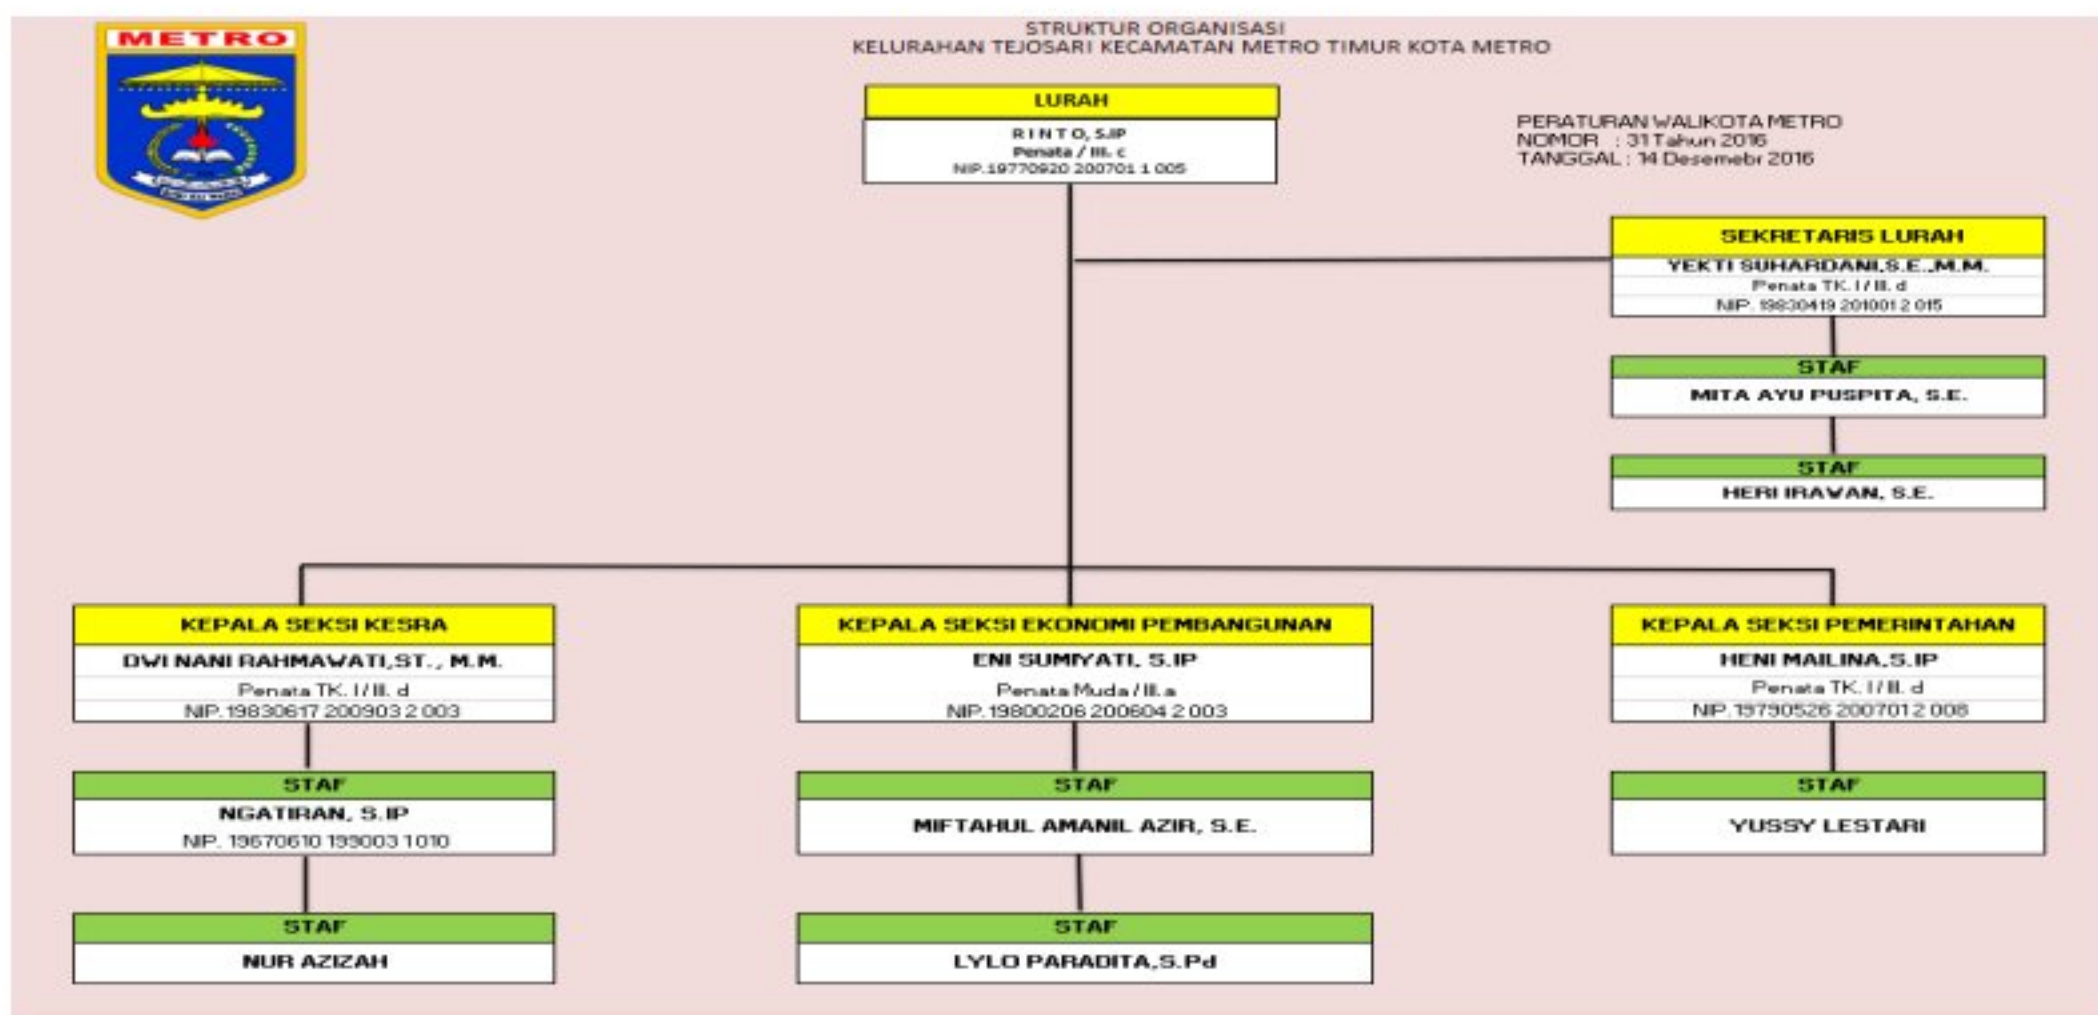 METRO
STRUKTUR ORGANISASI
KELURAHAN TEJOSARI KECAMATAN METRO TIMUR KOTA METRO
LURAH
R I N T O, S.IP
Penata / III. c
NIP.19770920 200701 1 005
PERATURAN WALIKOTA METRO
NOMOR : 31 Tahun 2016
TANGGAL : 14 Desemebr 2016
SEKRETARIS LURAH
YEKTI SUHARDANI,S.E.,M.M.
Penata TK. I / III. d
NIP. 19830419 201001 2 015
STAF
MITA AYU PUSPITA, S.E.
STAF
HERI IRAWAN, S.E.
KEPALA SEKSI KESRA
DWI NANI RAHMAWATI,ST., M.M.
Penata TK. I / III. d
NIP.19830617 200903 2 003
STAF
NGATIRAN, S.IP
NIP. 19670610 199003 1 010
STAF
NUR AZIZAH
KEPALA SEKSI EKONOMI PEMBANGUNAN
ENI SUMIYATI, S.IP
Penata Muda / III.a
NIP.19800206 200604 2 003
STAF
MIFTAHUL AMANIL AZIR, S.E.
STAF
LYLO PARADITA,S.Pd
KEPALA SEKSI PEMERINTAHAN
HENI MAILINA,S.IP
Penata TK. I / III. d
NIP.19790526 200701 2 008
STAF
YUSSY LESTARI